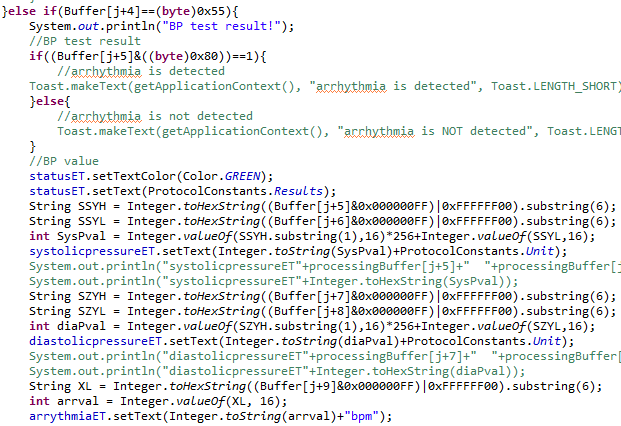 }else if(Buffer[j+4]==(byte)0x55){
System.out.println("BP test result!");
//BP test result
if((Buffer[j+5]&((byte)0x80))==1){
//arrhythmia is detected
Toast.makeText(getApplicationContext(), "arrhythmia is detected", Toast.LENGTH_SHORT)
}else{
//arrhythmia is not detected
Toast.makeText(getApplicationContext(), "arrhythmia is NOT detected", Toast.LENGT
}
//BP value
statusET.setTextColor(Color.GREEN);
statusET.setText(ProtocolConstants.Results);
String SSYH = Integer.toHexString((Buffer[j+5]&0x000000FF)|0xFFFFFF00).substring(6);
String SSYL = Integer.toHexString((Buffer[j+6]&0x000000FF)|0xFFFFFF00).substring(6);
int SysPval = Integer.valueOf(SSYH.substring(1),16)*256+Integer.valueOf(SSYL,16);
systolicpressureET.setText(Integer.toString(SysPval)+ProtocolConstants.Unit);
System.out.println("systolicpressureET"+processingBuffer[j+5]+"  "+processingBuffer[j
System.out.println("systolicpressureET"+Integer.toHexString(SysPval));
String SZYH = Integer.toHexString((Buffer[j+7]&0x000000FF)|0xFFFFFF00).substring(6);
String SZYL = Integer.toHexString((Buffer[j+8]&0x000000FF)|0xFFFFFF00).substring(6);
int diaPval = Integer.valueOf(SZYH.substring(1),16)*256+Integer.valueOf(SZYL,16);
diastolicpressureET.setText(Integer.toString(diaPval)+ProtocolConstants.Unit);
System.out.println("diastolicpressureET"+processingBuffer[j+7]+"  "+processingBuffer[
System.out.println("diastolicpressureET"+Integer.toHexString(diaPval));
String XL = Integer.toHexString((Buffer[j+9]&0x000000FF)|0xFFFFFF00).substring(6);
int arrval = Integer.valueOf(XL, 16);
arrythmiaET.setText(Integer.toString(arrval)+"bpm");